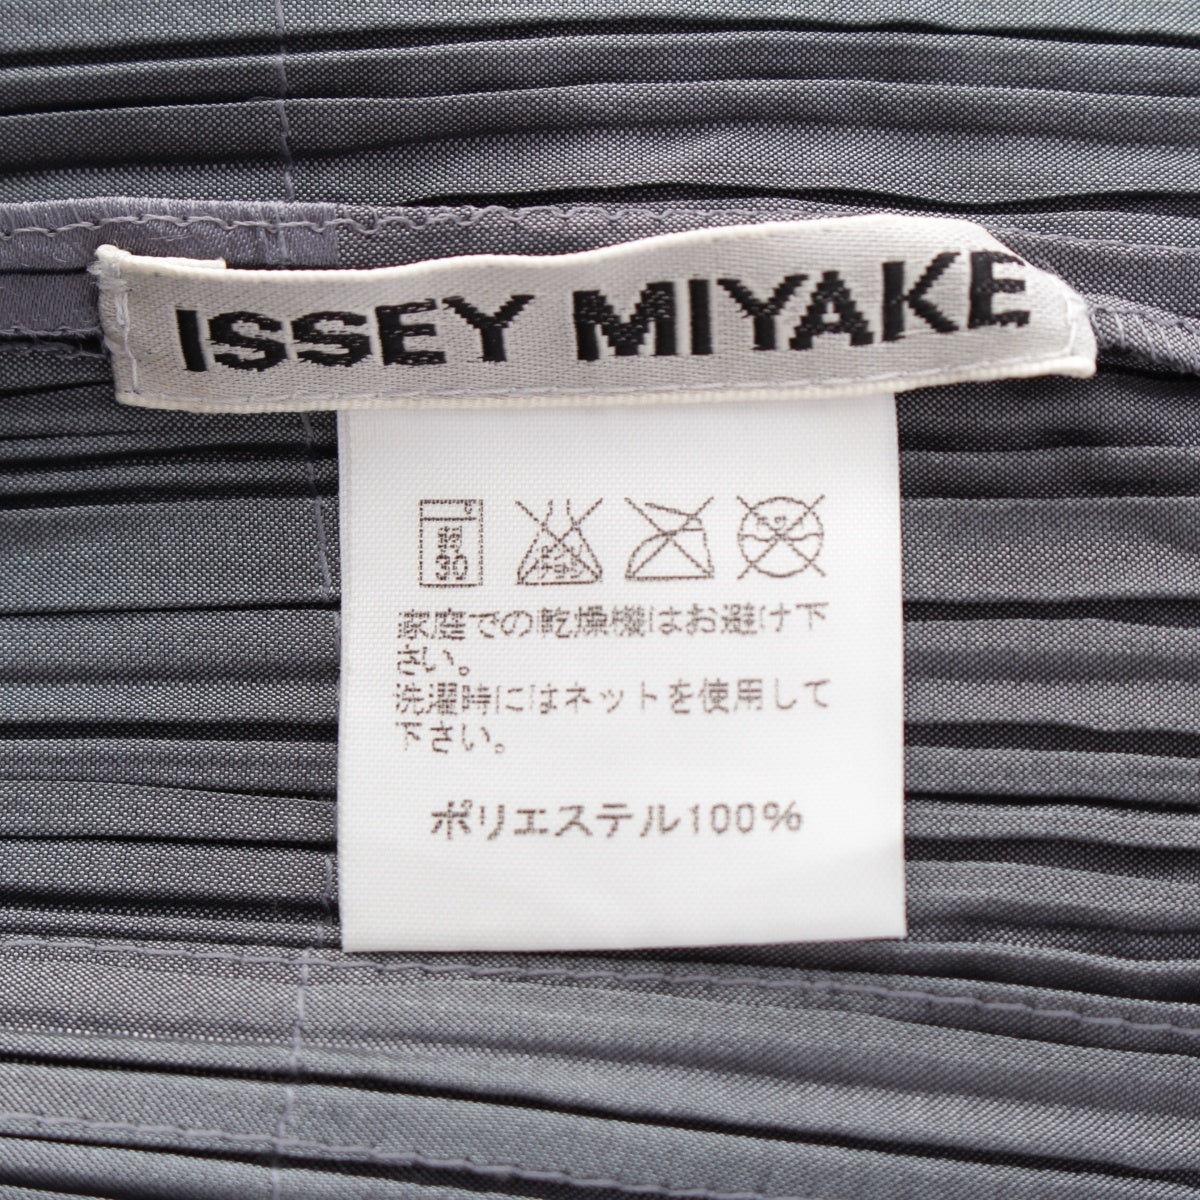 ISSEY MIYAKE
弱
30
家庭での乾燥機はお避け下
さい。
洗濯時にはネットを使用して
下さい。
ポリエステル100%